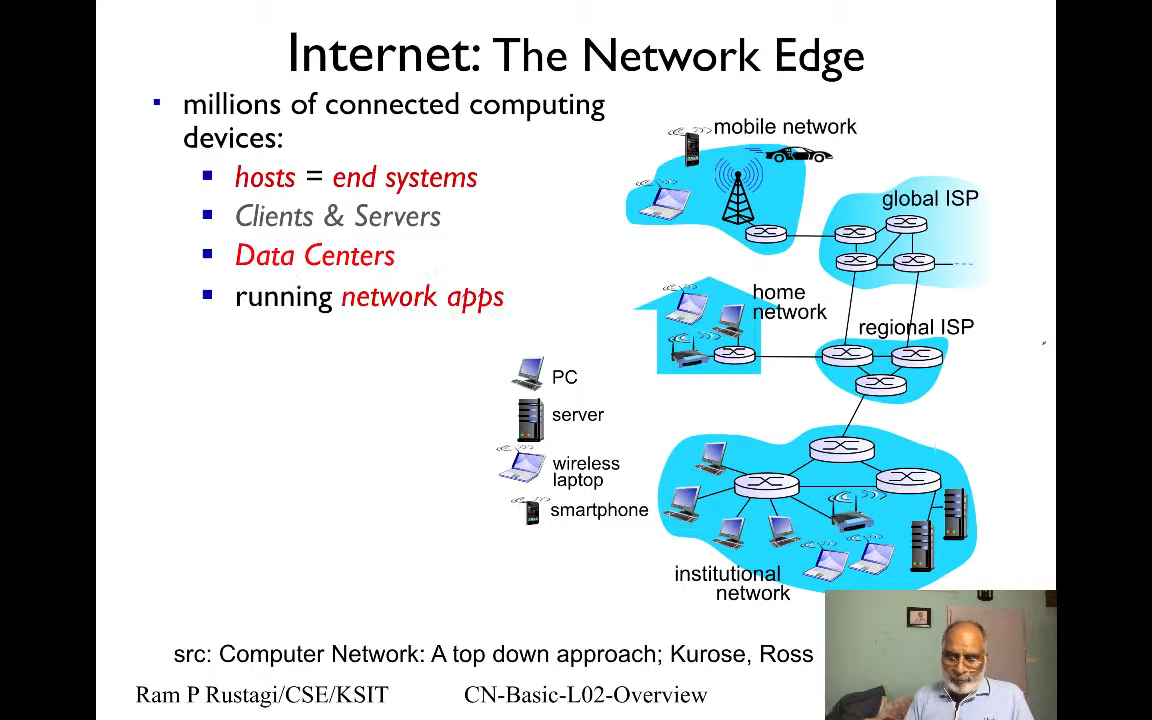 Internet: The Network Edge
millions of connected computing
devices:
hosts = end systems
Clients & Servers
Data Centers
running network apps
mobile network
global ISP
home
network
regional ISP
PC
server
wireless
laptop
smartphone
institutional
network
src: Computer Network: A top down approach; Kurose, Ross
Ram P Rustagi/CSE/KSIT
CN-Basic-L02-Overview